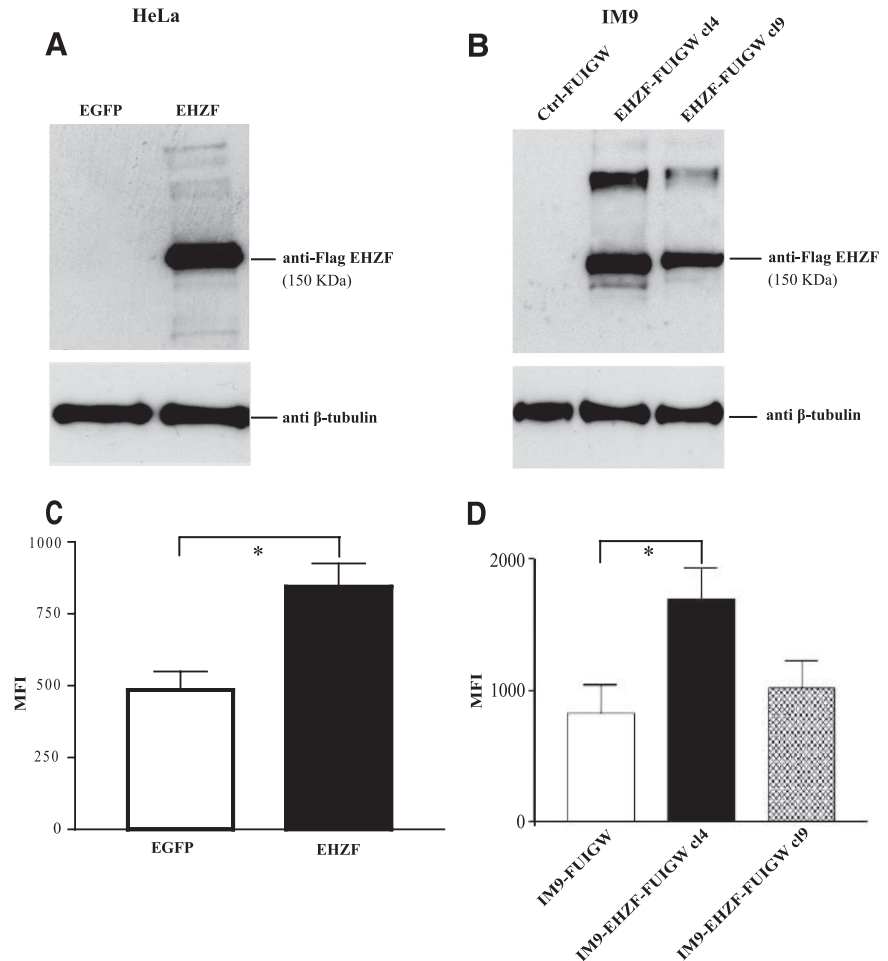 HeLa
IM9
A
B
EGFP
EHZF
Ctrl-FUIGW
EHZF-FUIGW cl4
EHZF-FUIGW cl9
anti-Flag EHZF
(150 KDa)
anti-Flag EHZF
(150 KDa)
anti β-tubulin
anti β-tubulin
C
D
1000
750
500
250
0
MFI
*
EGFP
EHZF
2000
1000
0
MFI
*
IM9-FUIGW
IM9-EHZF-FUIGW cl4
IM9-EHZF-FUIGW cl9